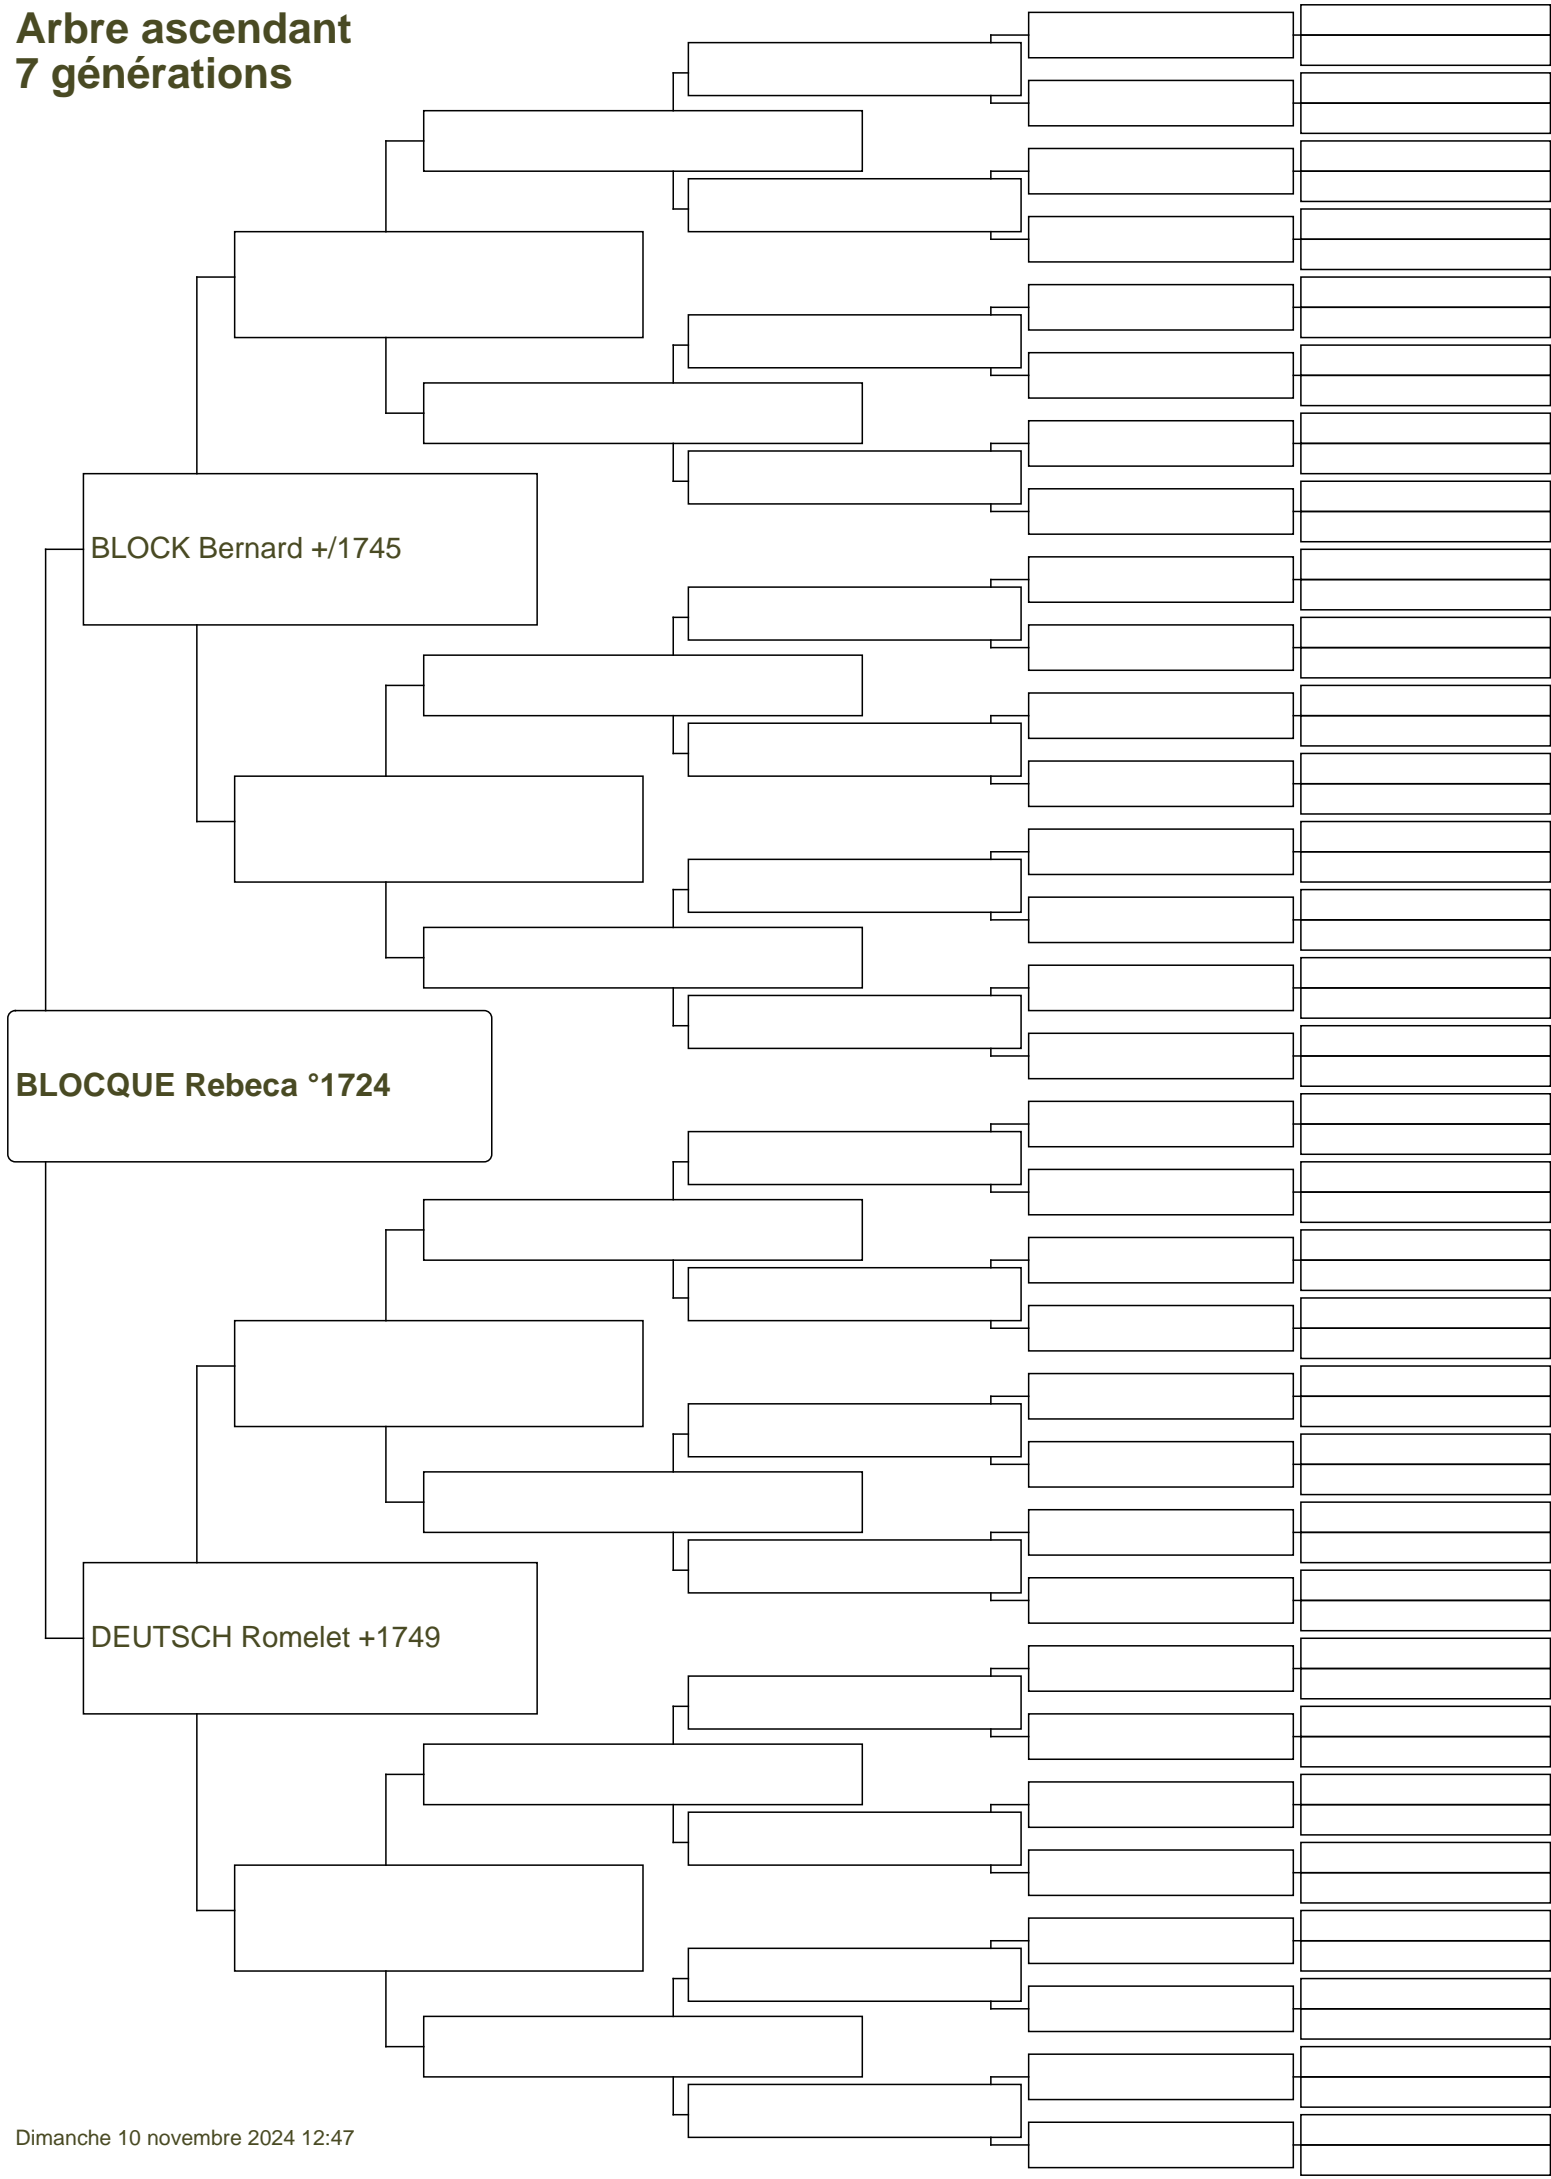 Arbre ascendant
7 générations
BLOCK Bernard +/1745
BLOCQUE Rebeca °1724
DEUTSCH Romelet +1749
Dimanche 10 novembre 2024 12:47